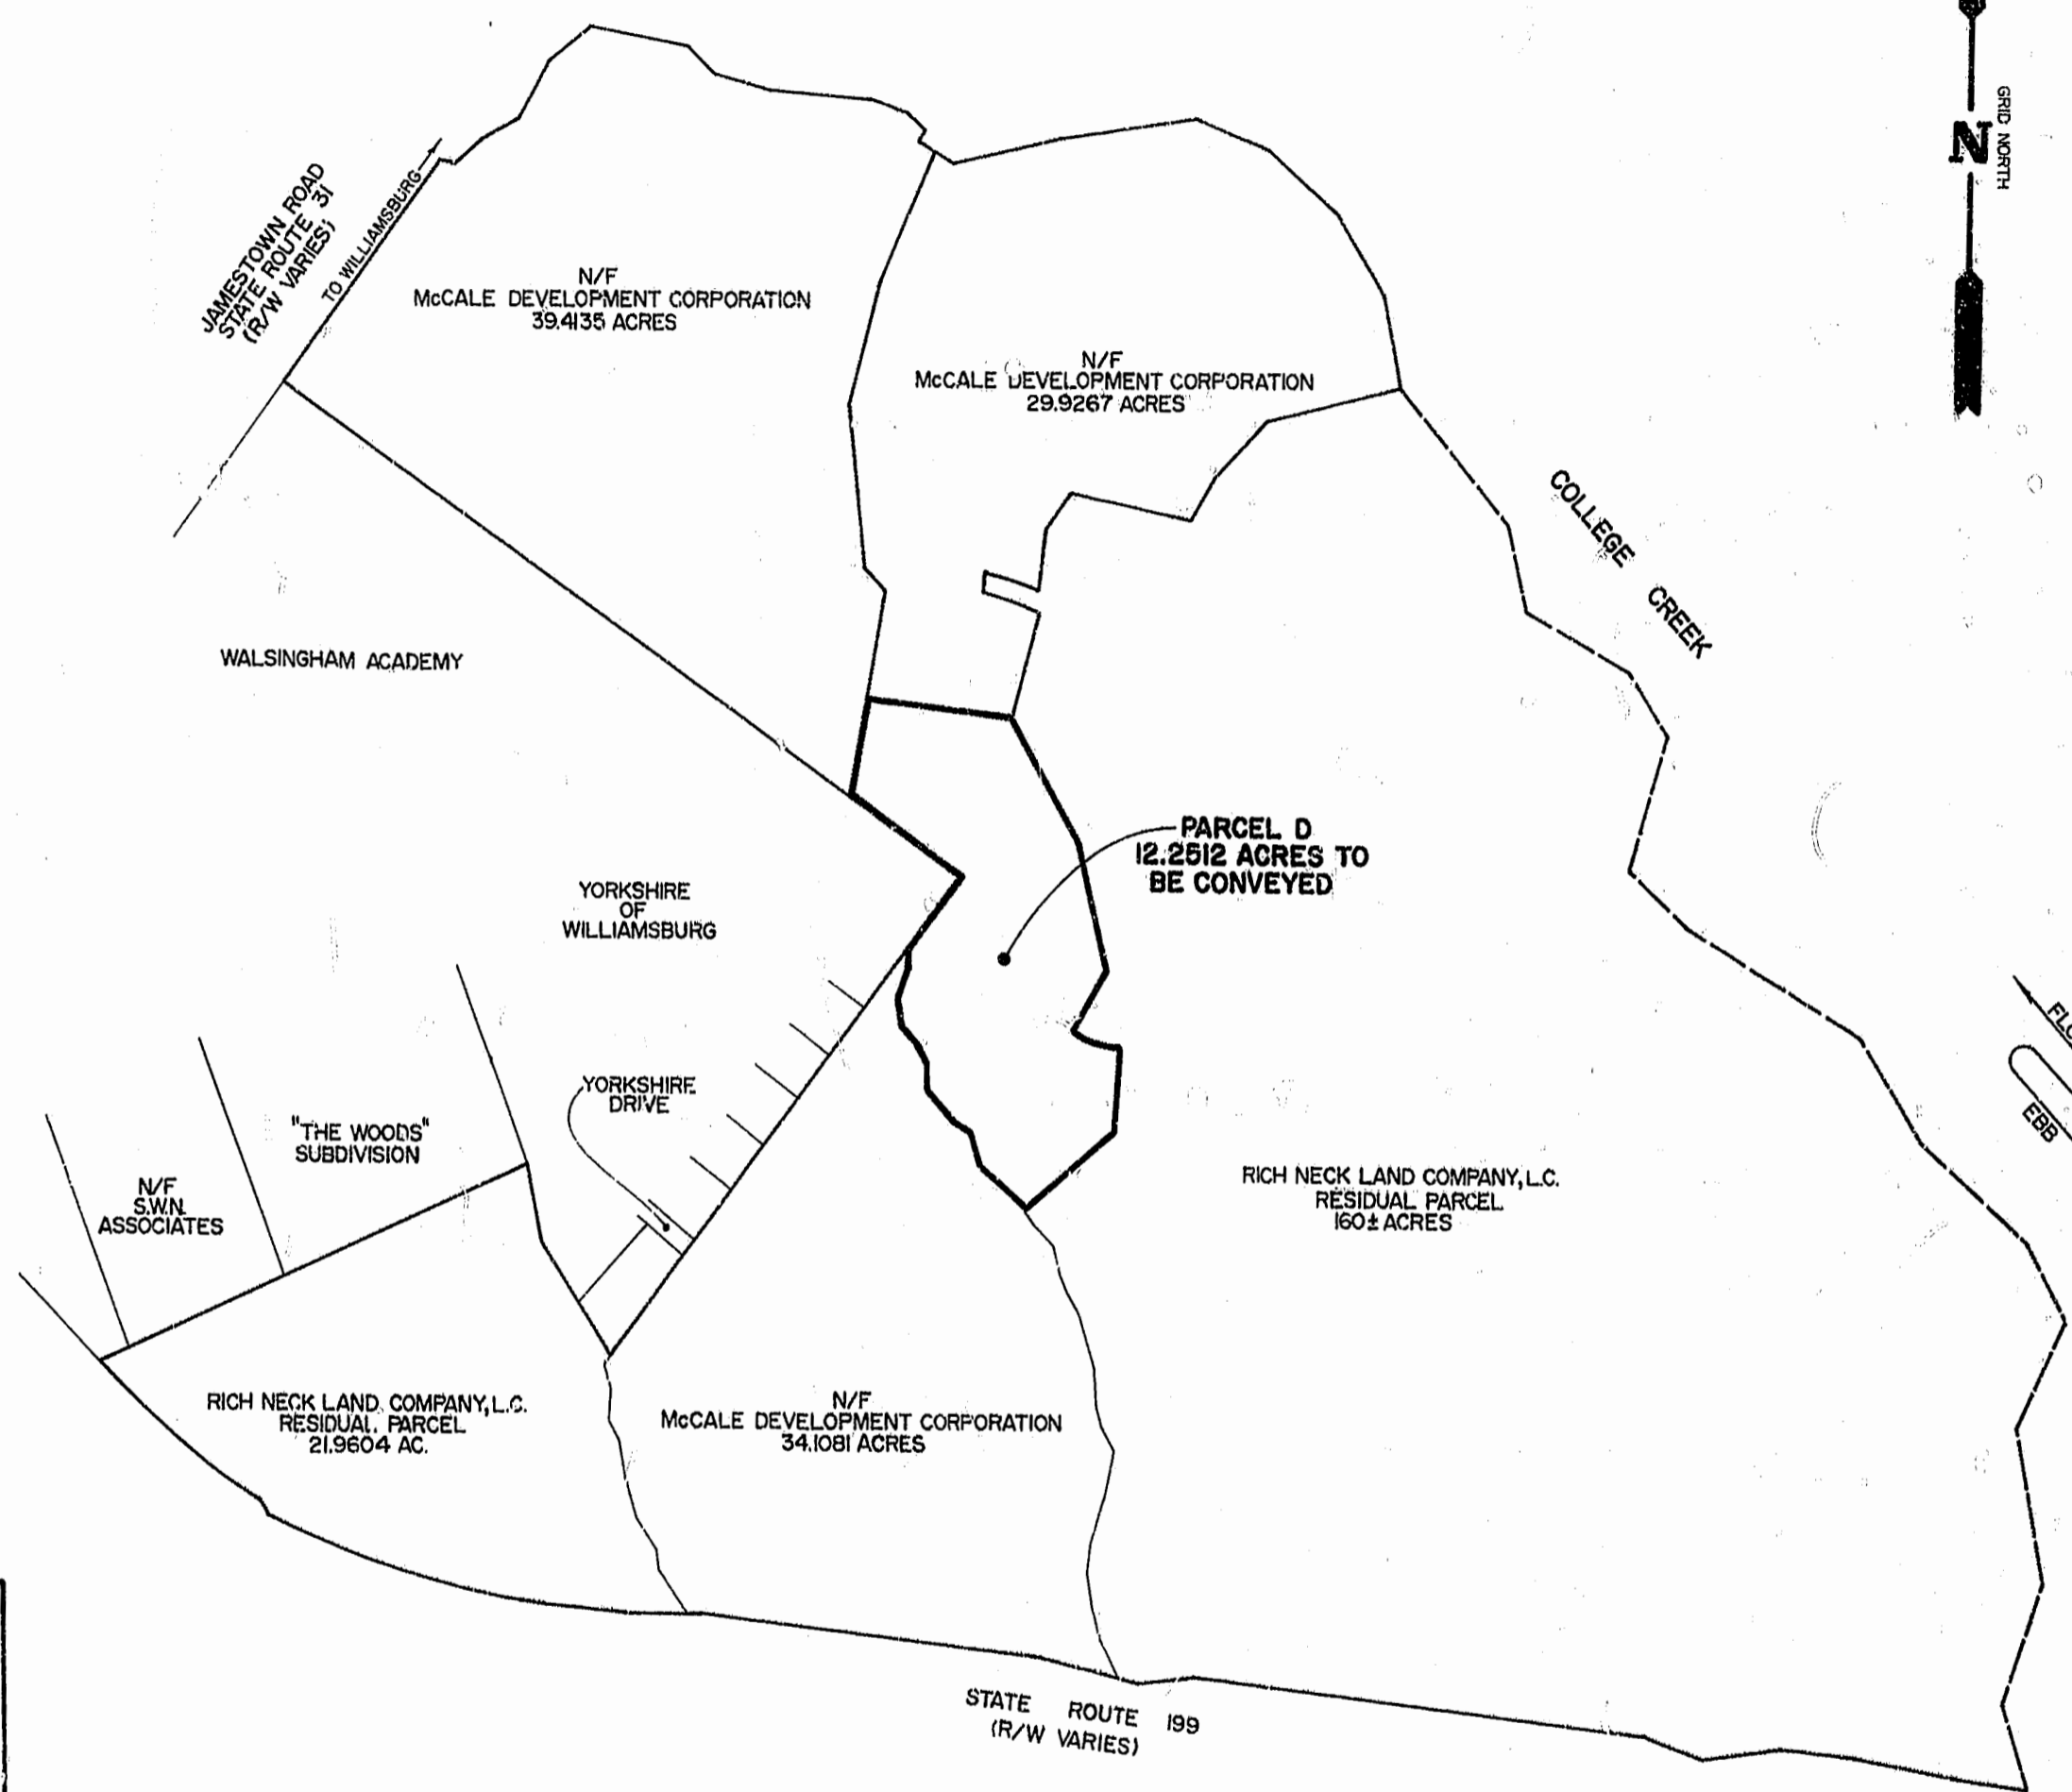 GRID NORTH
N
JAMESTOWN ROAD
STATE ROUTE 31
(R/W VARIES)
TO WILLIAMSBURG
N/F
McCALE DEVELOPMENT CORPORATION
39.4135 ACRES
N/F
McCALE DEVELOPMENT CORPORATION
29.9267 ACRES
COLLEGE CREEK
WALSINGHAM ACADEMY
PARCEL D
12.2512 ACRES TO
BE CONVEYED
YORKSHIRE
OF
WILLIAMSBURG
YORKSHIRE
DRIVE
"THE WOODS"
SUBDIVISION
N/F
S.W.N.
ASSOCIATES
EBB
RICH NECK LAND COMPANY, L.C.
RESIDUAL PARCEL
160± ACRES
RICH NECK LAND COMPANY, L.C.
RESIDUAL PARCEL
21.9604 AC.
N/F
McCALE DEVELOPMENT CORPORATION
34.1081 ACRES
STATE ROUTE 199
(R/W VARIES)